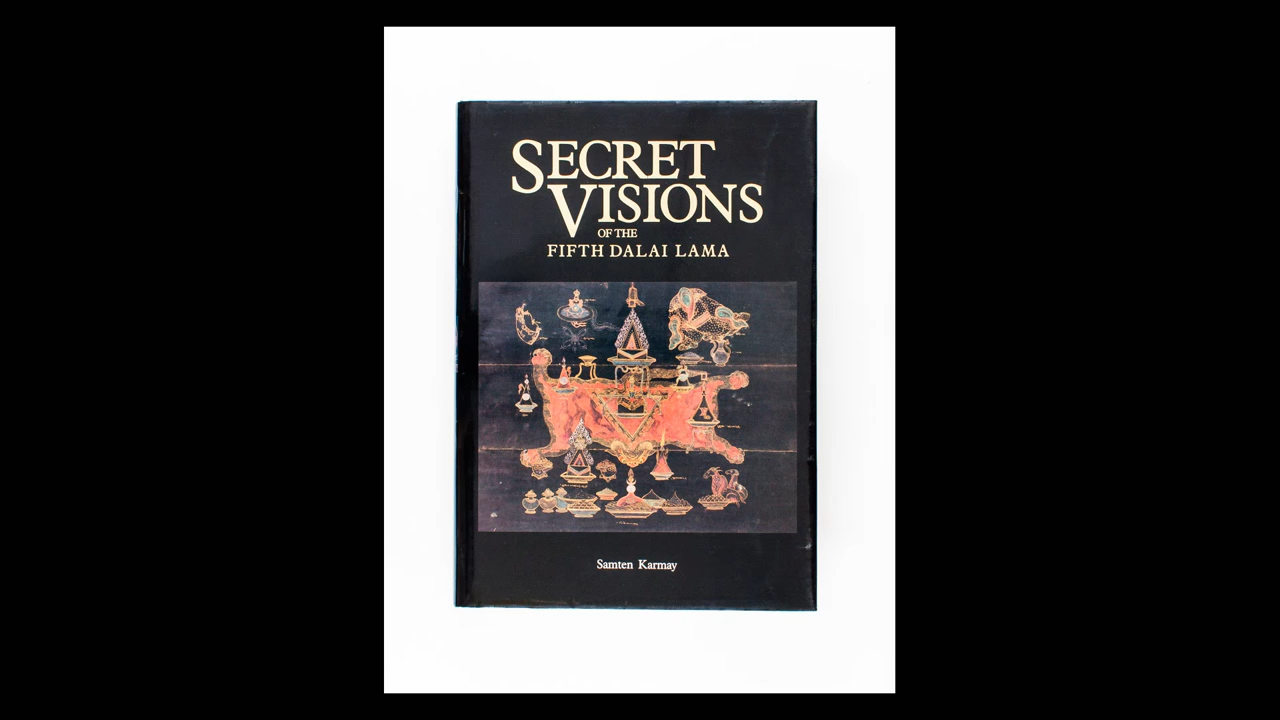 SECRET
VISIONS
OF THE
FIFTH DALAI LAMA
Samten Karmay